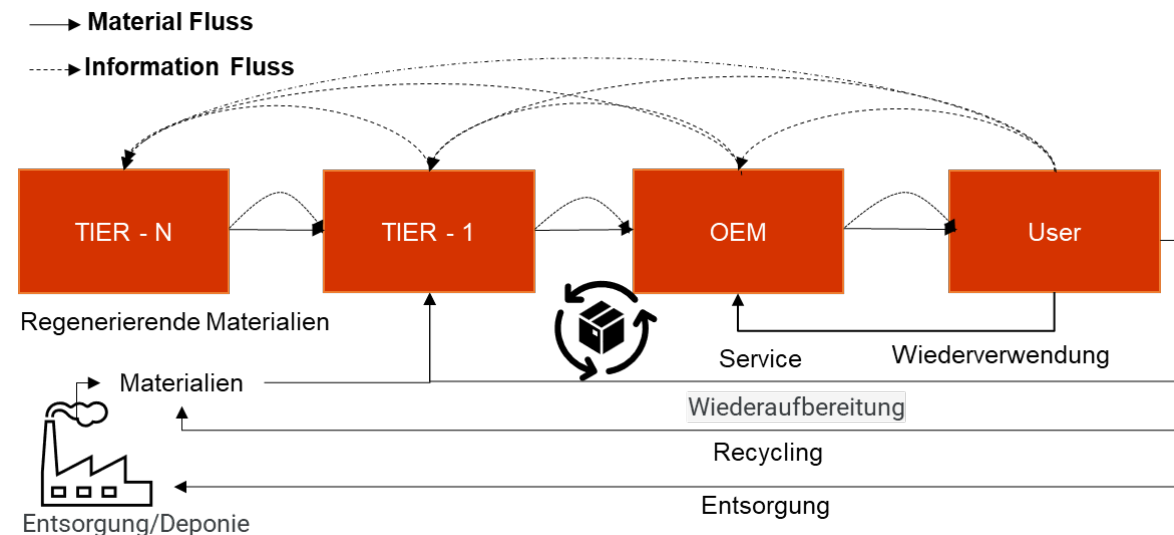 Material Fluss
Information Fluss
TIER - N
TIER - 1
OEM
User
Regenerierende Materialien
Service
Wiederverwendung
Materialien
Wiederaufbereitung
Recycling
Entsorgung
Entsorgung/Deponie